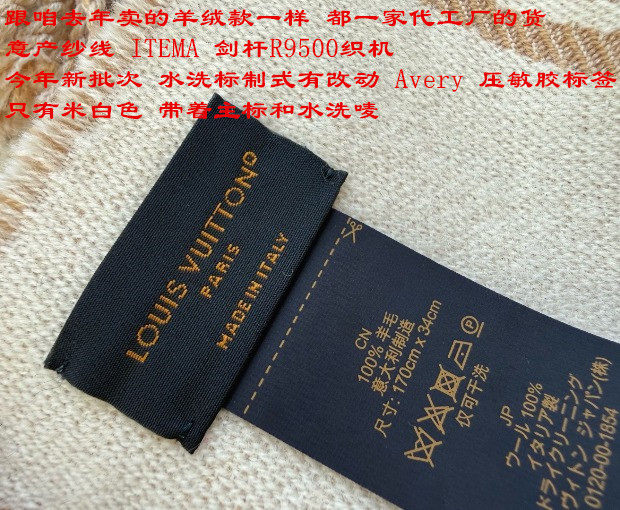 跟咱去年卖的羊绒款一样 都一家代工厂的货
意产纱线 ITEMA 剑杆R9500织机
今年新批次 水洗标制式有改动 Avery 压敏胶标签
只有米白色 带着主标和水洗唛
LOUIS VUITTON
PARIS
MADE IN ITALY
CN
100% 羊毛
意大利制造
尺寸: 170cm x 34cm
仅可干洗
JP
ウール 100%
イタリア製
ドライクリーニング
ヴィトン ジャパン(株)
0120-00-1854